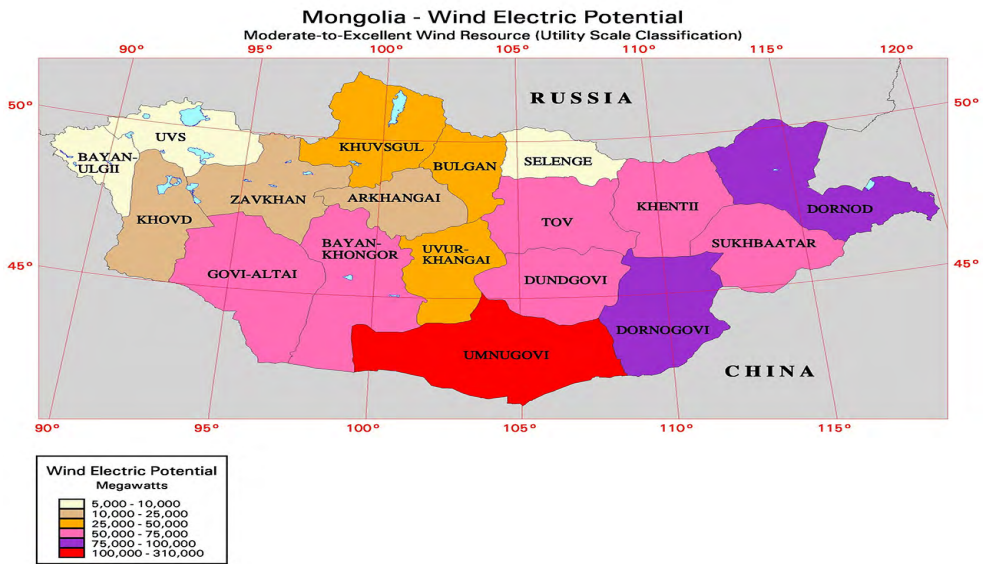 Mongolia - Wind Electric Potential
Moderate-to-Excellent Wind Resource (Utility Scale Classification)
90° 95° 100° 105° 110° 115° 120°
50° 50°
RUSSIA
UVS
BAYAN-
ULGII
KHUVSGUL
BULGAN
SELENGE
KHOVD
ZAVKHAN
ARKHANGAI
TOV
KHENTII
DORNOD
45° 45°
GOVI-ALTAI
BAYAN-
KHONGOR
UVUR-
KHANGAI
DUNDGOVI
SUKHBAATAR
DORNOGOVI
UMNUGOVI
CHINA
90° 95° 100° 105° 110° 115°
Wind Electric Potential
Megawatts
5,000 - 10,000
10,000 - 25,000
25,000 - 50,000
50,000 - 75,000
75,000 - 100,000
100,000 - 310,000